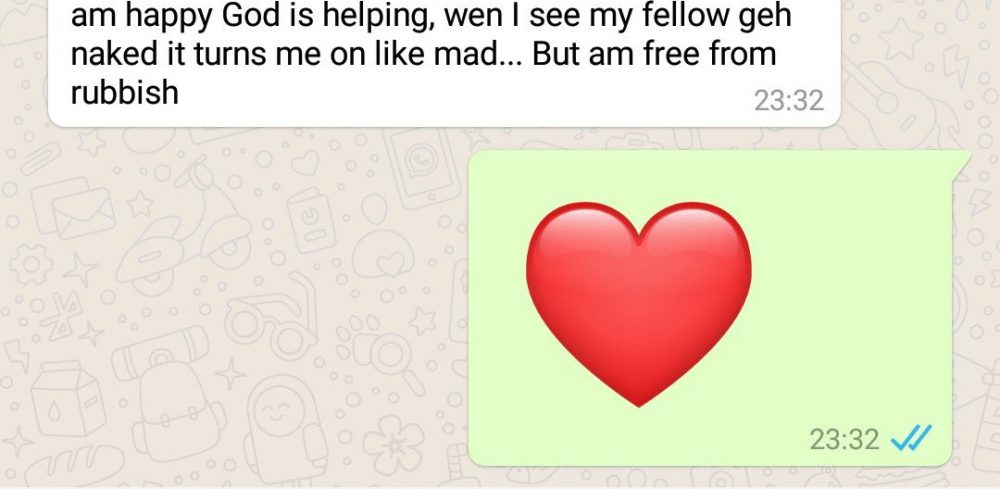 am happy God is helping, wen I see my fellow geh
naked it turns me on like mad... But am free from
rubbish
23:32
23:32